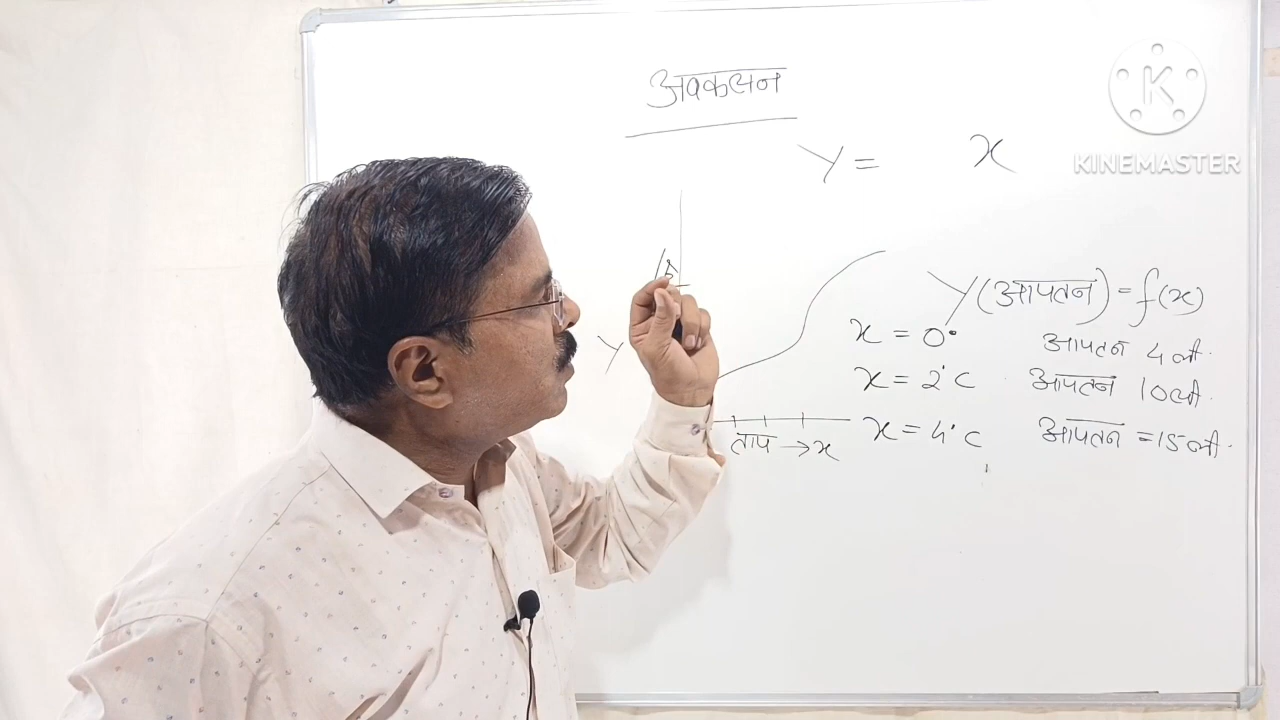 अवकलन
Y = x
K
KINEMASTER
Y (आपतन) = f(x)
x = 0° आपतन 4 ली.
x = 2°C आपतन 10 ली.
x = 4°C आपतन = 15 ली.
Y
ताप → x